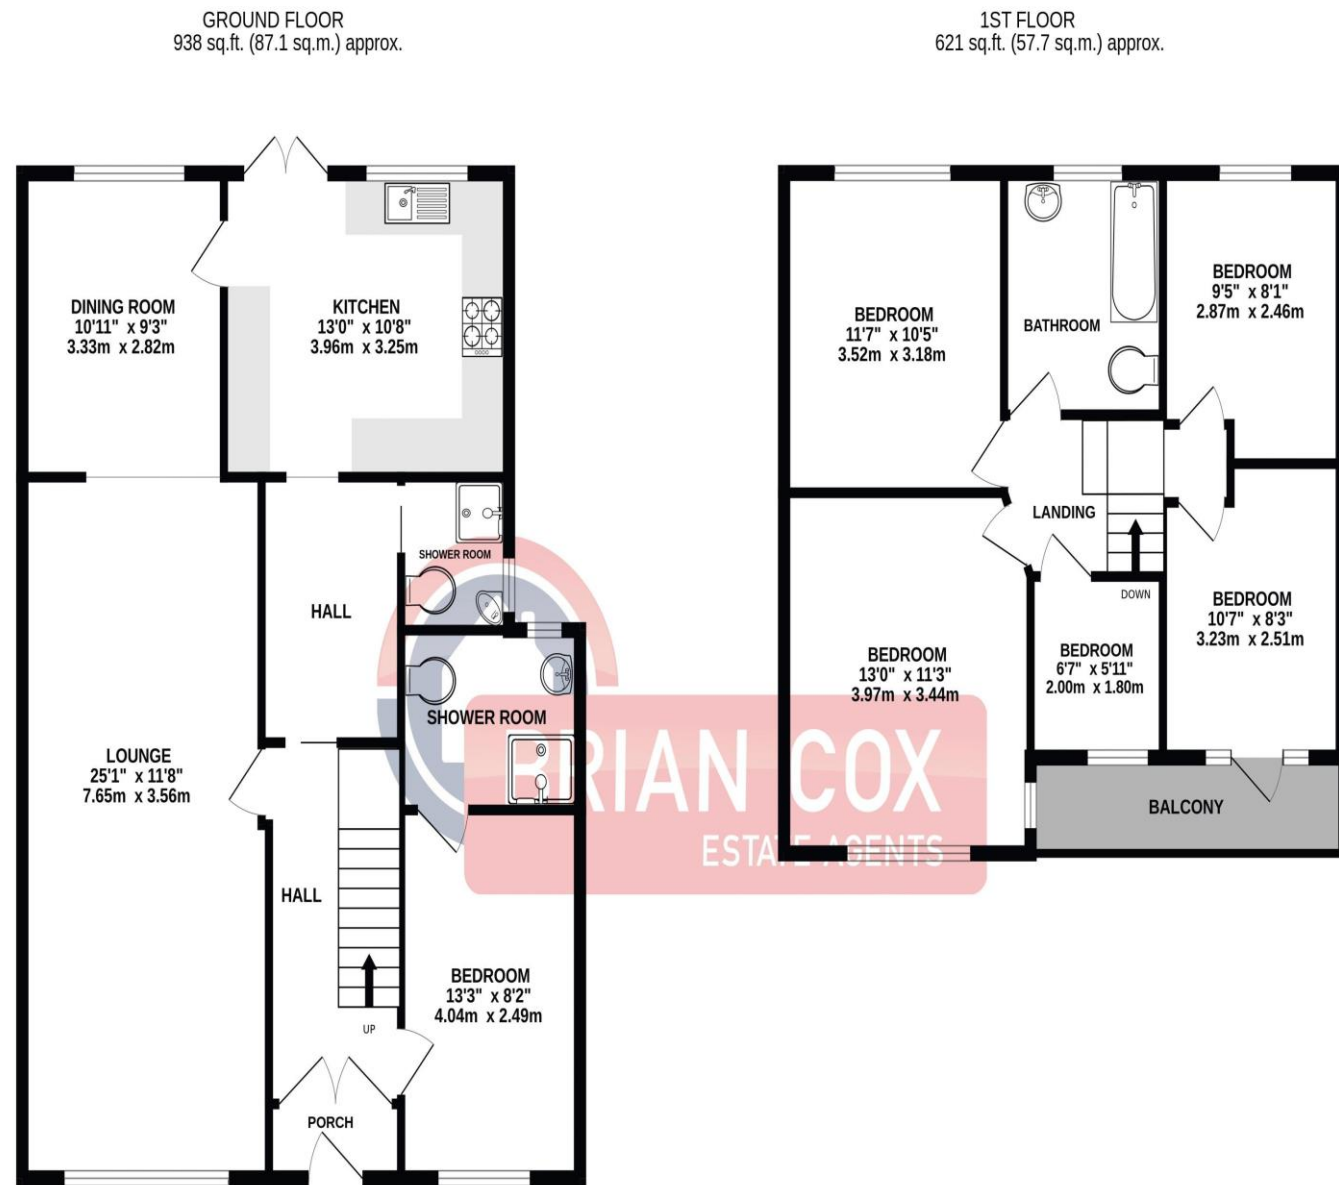 GROUND FLOOR
938 sq.ft. (87.1 sq.m.) approx.
DINING ROOM
10'11" x 9'3"
3.33m x 2.82m
KITCHEN
13'0" x 10'8"
3.96m x 3.25m
SHOWER ROOM
HALL
SHOWER ROOM
LOUNGE
25'1" x 11'8"
7.65m x 3.56m
HALL
BEDROOM
13'3" x 8'2"
4.04m x 2.49m
UP
PORCH
1ST FLOOR
621 sq.ft. (57.7 sq.m.) approx.
BEDROOM
11'7" x 10'5"
3.52m x 3.18m
BATHROOM
BEDROOM
9'5" x 8'1"
2.87m x 2.46m
LANDING
DOWN
BEDROOM
10'7" x 8'3"
3.23m x 2.51m
BEDROOM
13'0" x 11'3"
3.97m x 3.44m
BEDROOM
6'7" x 5'11"
2.00m x 1.80m
BALCONY
BRIAN COX
ESTATE AGENTS